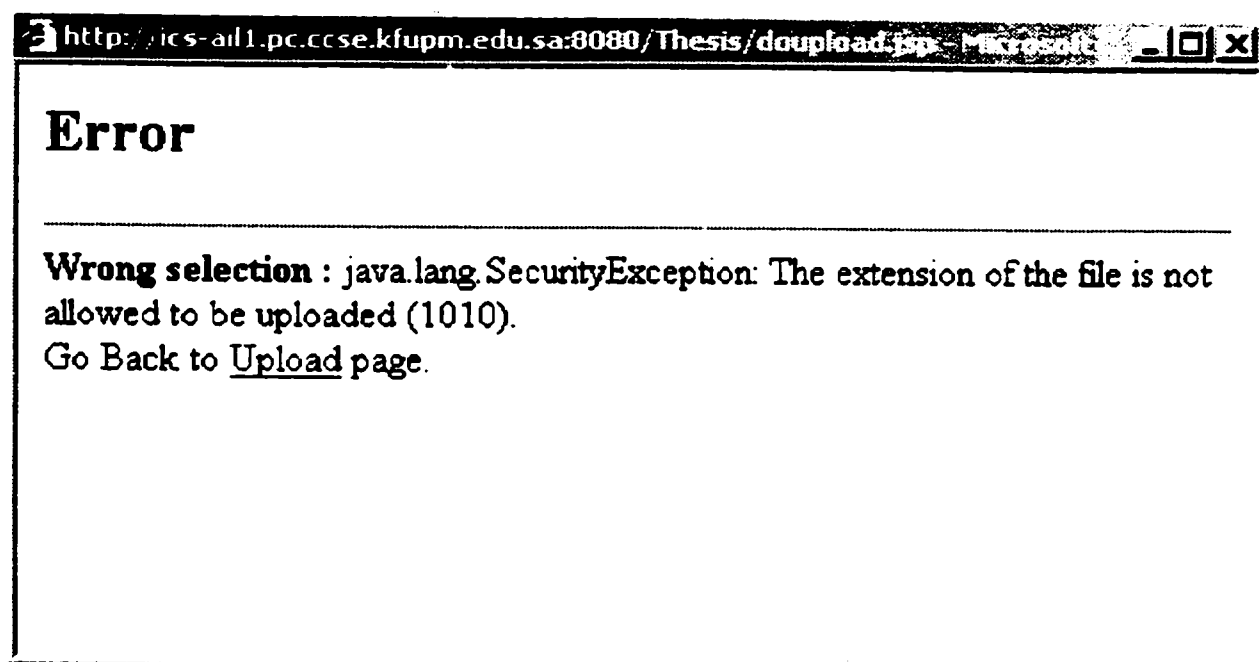 http://ics-ail1.pc.ccse.kfupm.edu.sa:8080/Thesis/doupload.jsp - Microsoft
Error
Wrong selection : java.lang.SecurityException: The extension of the file is not
allowed to be uploaded (1010).
Go Back to Upload page.